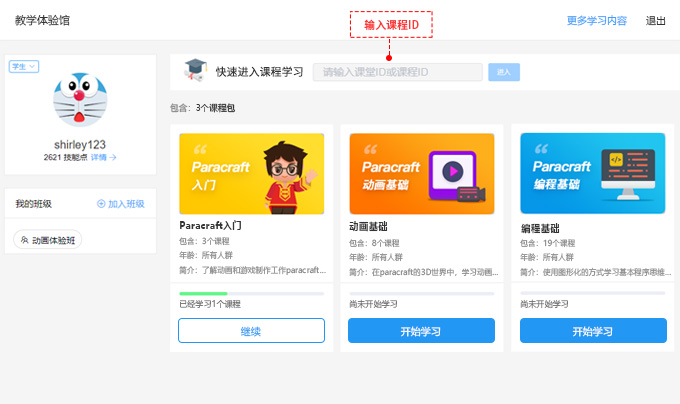 教学体验馆
输入课程ID
更多学习内容
退出
学生
shirley123
2621 技能点 详情
我的班级
加入班级
动画体验班
快速进入课程学习
请输入课堂ID或课程ID
进入
包含：3个课程包
Paracraft
入门
Paracraft入门
包含：3个课程
年龄：所有人群
简介：了解动画和游戏制作工作paracraft...
已经学习1个课程
继续
Paracraft
动画基础
动画基础
包含：8个课程
年龄：所有人群
简介：在paracraft的3D世界中，学习动画...
尚未开始学习
开始学习
Paracraft
编程基础
编程基础
包含：19个课程
年龄：所有人群
简介：使用图形化的方式学习基本程序思维...
尚未开始学习
开始学习